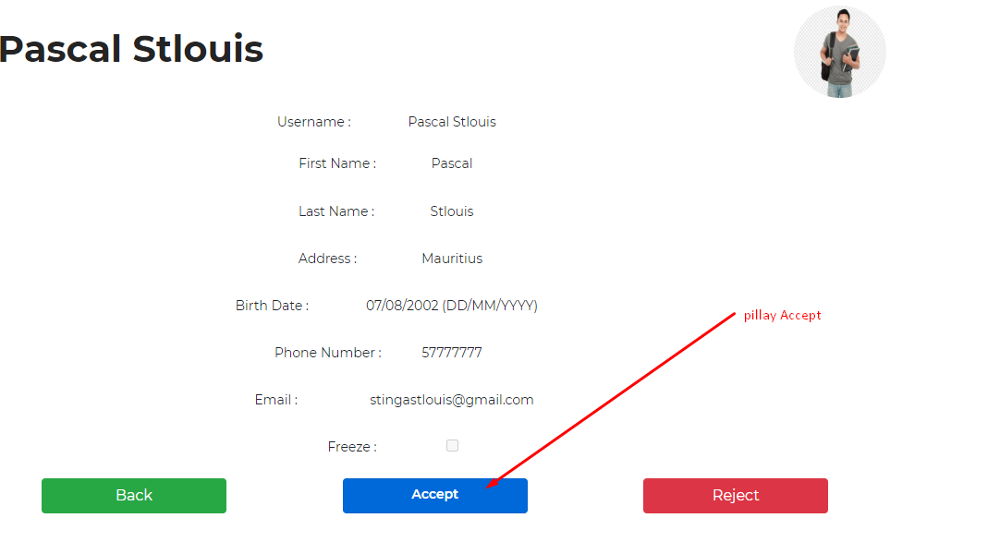 Pascal Stlouis
Username : Pascal Stlouis
First Name : Pascal
Last Name : Stlouis
Address : Mauritius
Birth Date : 07/08/2002 (DD/MM/YYYY)
pillay Accept
Phone Number : 57777777
Email : stingastlouis@gmail.com
Freeze :
Back Accept Reject